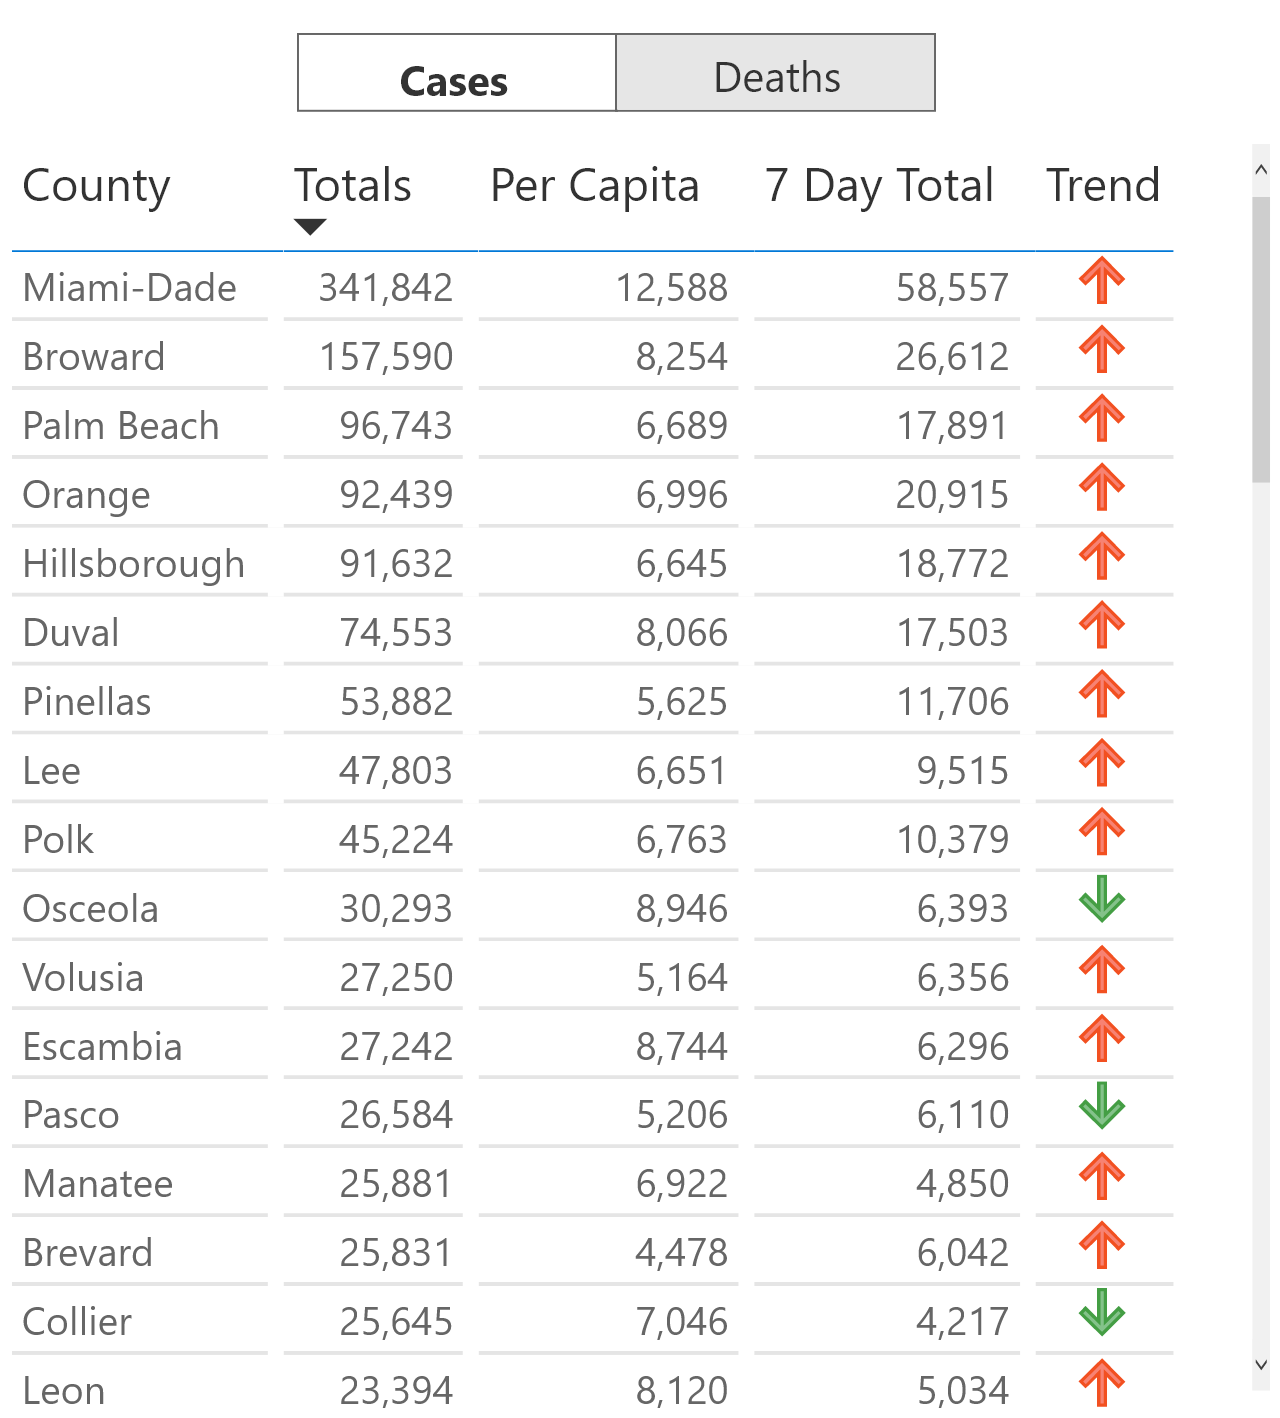 Cases Deaths
County Totals Per Capita 7 Day Total Trend
Miami-Dade 341,842 12,588 58,557
Broward 157,590 8,254 26,612
Palm Beach 96,743 6,689 17,891
Orange 92,439 6,996 20,915
Hillsborough 91,632 6,645 18,772
Duval 74,553 8,066 17,503
Pinellas 53,882 5,625 11,706
Lee 47,803 6,651 9,515
Polk 45,224 6,763 10,379
Osceola 30,293 8,946 6,393
Volusia 27,250 5,164 6,356
Escambia 27,242 8,744 6,296
Pasco 26,584 5,206 6,110
Manatee 25,881 6,922 4,850
Brevard 25,831 4,478 6,042
Collier 25,645 7,046 4,217
Leon 23,394 8,120 5,034